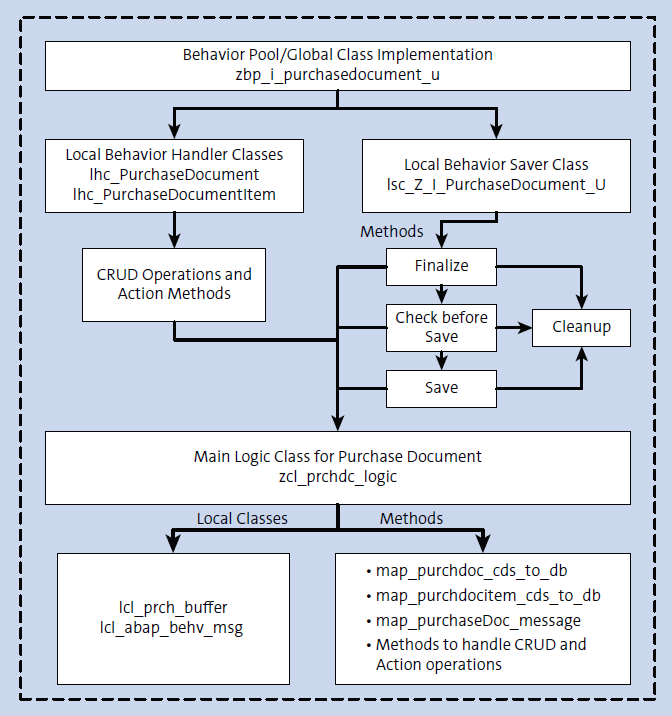 Behavior Pool/Global Class Implementation
zbp_i_purchasedocument_u
Local Behavior Handler Classes
lhc_PurchaseDocument
lhc_PurchaseDocumentItem
Local Behavior Saver Class
lsc_Z_I_PurchaseDocument_U
Methods
CRUD Operations and
Action Methods
Finalize
Check before
Save
Cleanup
Save
Main Logic Class for Purchase Document
zcl_prchdc_logic
Local Classes
Methods
lcl_prch_buffer
lcl_abap_behv_msg
• map_purchdoc_cds_to_db
• map_purchdocitem_cds_to_db
• map_purchaseDoc_message
• Methods to handle CRUD and
Action operations